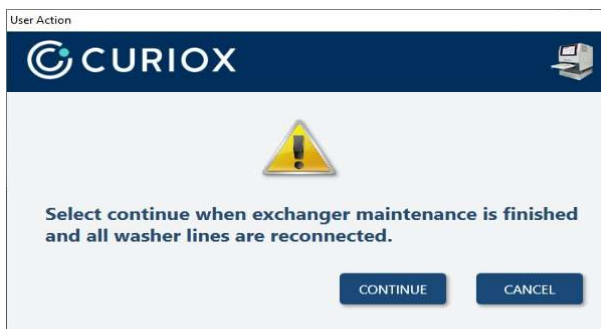 User Action
CURIOX
Select continue when exchanger maintenance is finished
and all washer lines are reconnected.
CONTINUE CANCEL